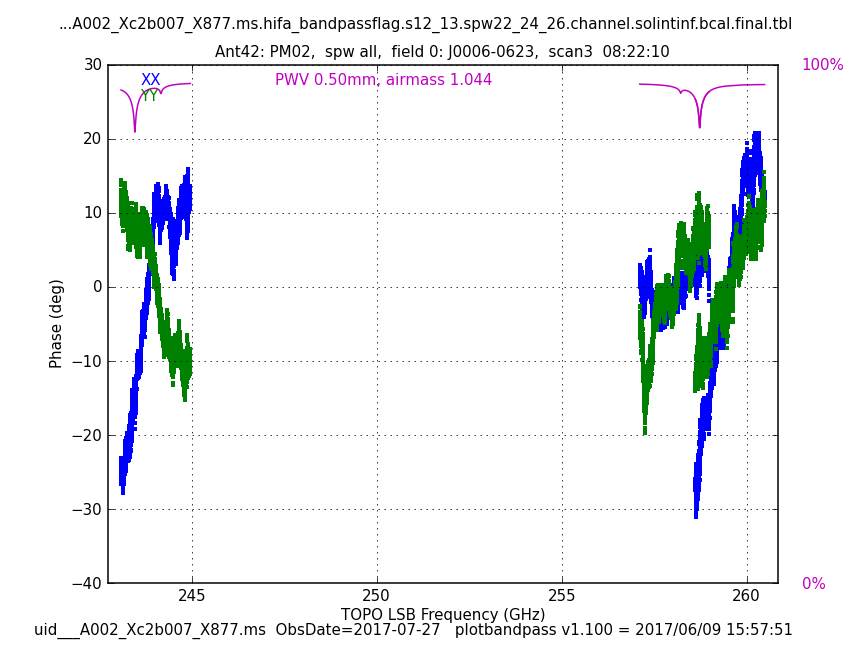 ...A002_Xc2b007_X877.ms.hifa_bandpassflag.s12_13.spw22_24_26.channel.solintinf.bcal.final.tbl
Ant42: PM02,  spw all,  field 0: J0006-0623,  scan3  08:22:10
30
XX
PWV 0.50mm, airmass 1.044
100%
YY
20
10
0
−10
−20
−30
−40
Phase (deg)
0%
245
250
255
260
TOPO LSB Frequency (GHz)
uid___A002_Xc2b007_X877.ms  ObsDate=2017-07-27   plotbandpass v1.100 = 2017/06/09 15:57:51